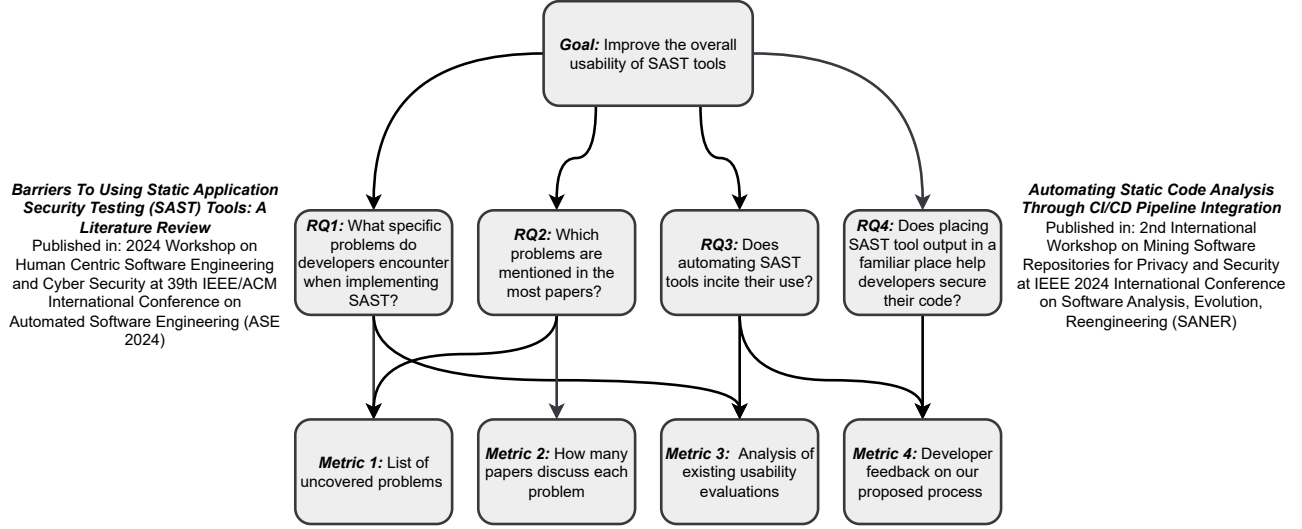 Goal: Improve the overall
usability of SAST tools
Barriers To Using Static Application
Security Testing (SAST) Tools: A
Literature Review
Published in: 2024 Workshop on
Human Centric Software Engineering
and Cyber Security at 39th IEEE/ACM
International Conference on
Automated Software Engineering (ASE
2024)
RQ1: What specific
problems do
developers encounter
when implementing
SAST?
RQ2: Which
problems are
mentioned in the
most papers?
RQ3: Does
automating SAST
tools incite their use?
RQ4: Does placing
SAST tool output in a
familiar place help
developers secure
their code?
Automating Static Code Analysis
Through CI/CD Pipeline Integration
Published in: 2nd International
Workshop on Mining Software
Repositories for Privacy and Security
at IEEE 2024 International Conference
on Software Analysis, Evolution,
Reengineering (SANER)
Metric 1: List of
uncovered problems
Metric 2: How many
papers discuss each
problem
Metric 3: Analysis of
existing usability
evaluations
Metric 4: Developer
feedback on our
proposed process